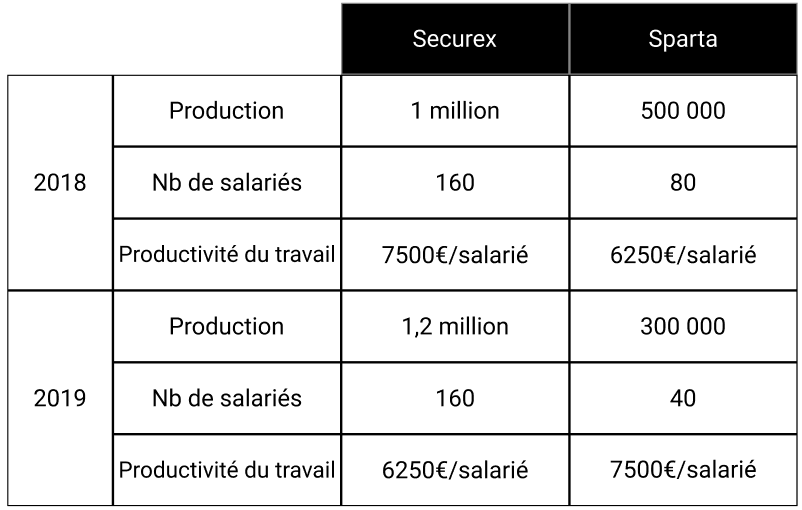 Securex Sparta
2018
Production 1 million 500 000
Nb de salariés 160 80
Productivité du travail 7500€/salarié 6250€/salarié
2019
Production 1,2 million 300 000
Nb de salariés 160 40
Productivité du travail 6250€/salarié 7500€/salarié